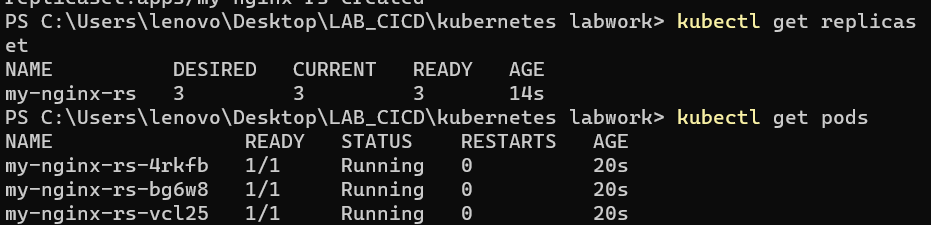 replicaset.apps/my-nginx-rs created
PS C:\Users\lenovo\Desktop\LAB_CICD\kubernetes labwork> kubectl get replicas
et
NAME          DESIRED   CURRENT   READY   AGE
my-nginx-rs   3         3         3       14s
PS C:\Users\lenovo\Desktop\LAB_CICD\kubernetes labwork> kubectl get pods
NAME                READY   STATUS    RESTARTS   AGE
my-nginx-rs-4rkfb   1/1     Running   0          20s
my-nginx-rs-bg6w8   1/1     Running   0          20s
my-nginx-rs-vcl25   1/1     Running   0          20s